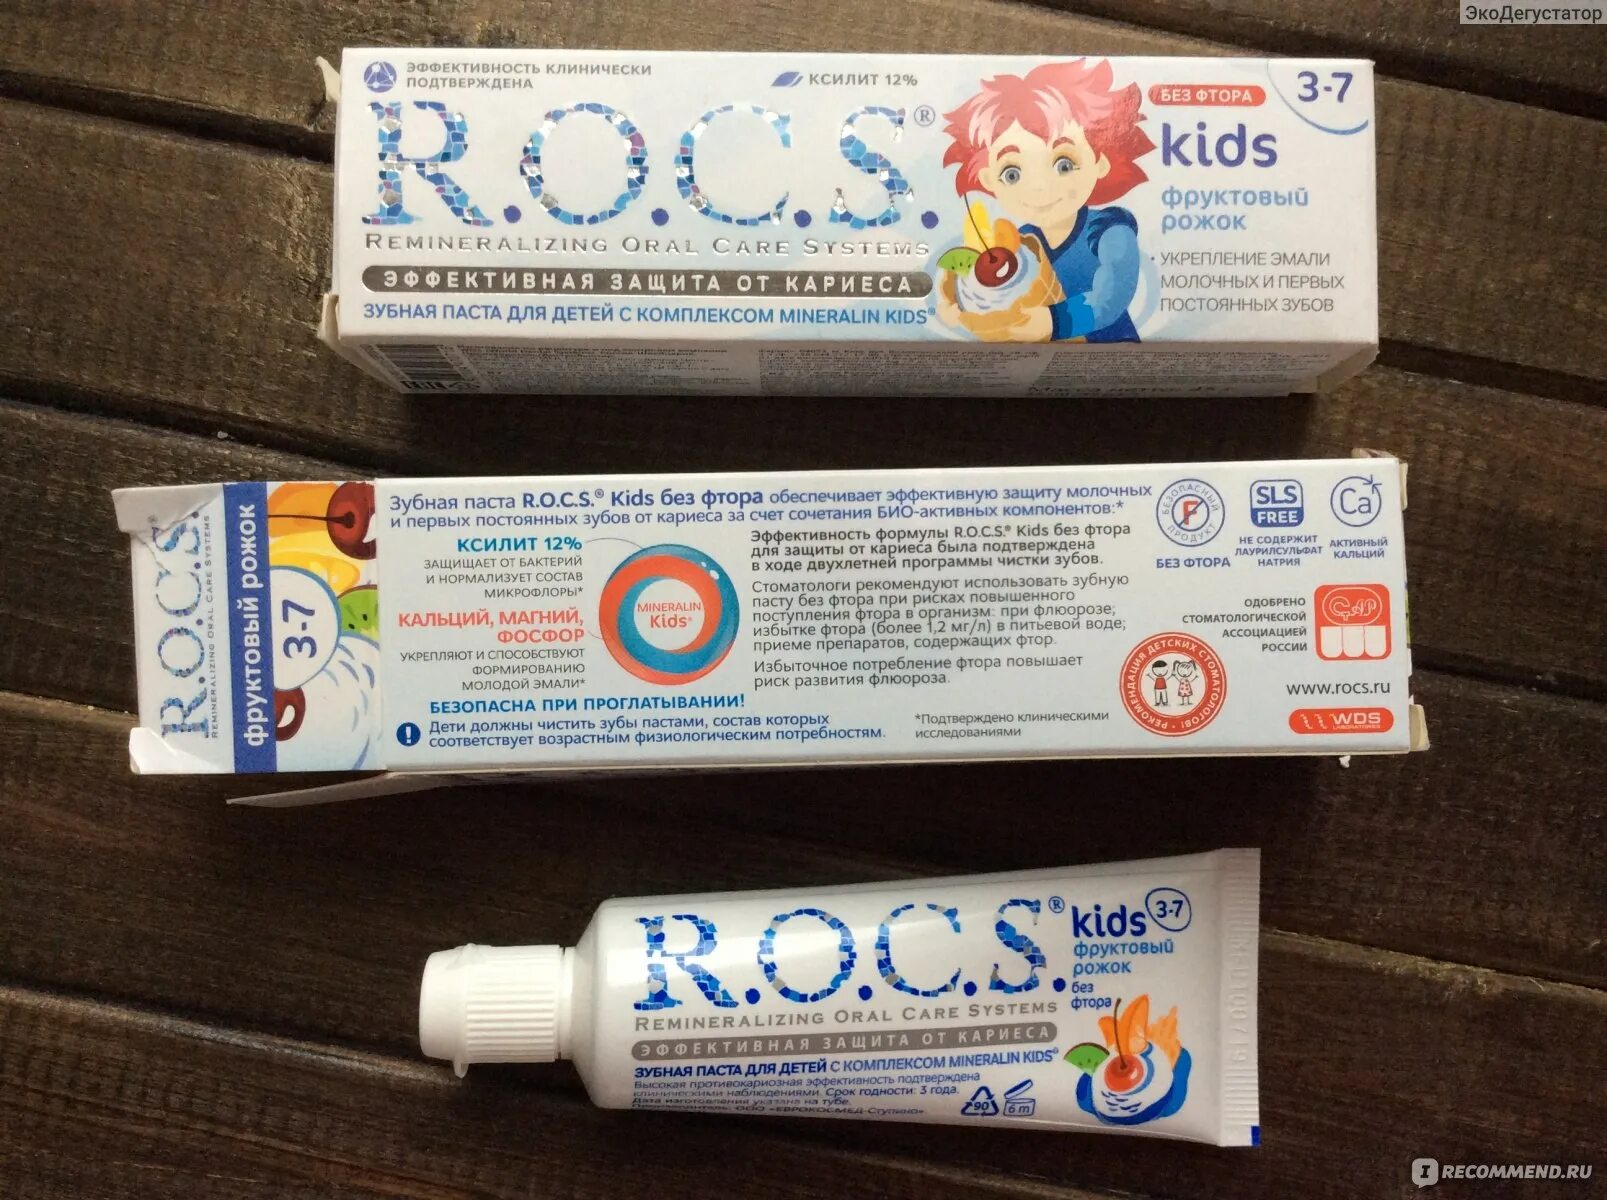 ЭкоДегустатор
ЭФФЕКТИВНОСТЬ КЛИНИЧЕСКИ
ПОДТВЕРЖДЕНА
КСИЛИТ 12%
R.O.C.S.®
REMINERALIZING ORAL CARE SYSTEMS
ЭФФЕКТИВНАЯ ЗАЩИТА ОТ КАРИЕСА
ЗУБНАЯ ПАСТА ДЛЯ ДЕТЕЙ С КОМПЛЕКСОМ MINERALIN KIDS®
БЕЗ ФТОРА
3-7
kids
фруктовый
рожок
• УКРЕПЛЕНИЕ ЭМАЛИ
МОЛОЧНЫХ И ПЕРВЫХ
ПОСТОЯННЫХ ЗУБОВ
R.O.C.S.
REMINERALIZING ORAL CARE SYSTEMS
фруктовый рожок
3-7
Зубная паста R.O.C.S.® Kids без фтора обеспечивает эффективную защиту молочных
и первых постоянных зубов от кариеса за счет сочетания БИО-активных компонентов:*
КСИЛИТ 12%
ЗАЩИЩАЕТ ОТ БАКТЕРИЙ
И НОРМАЛИЗУЕТ СОСТАВ
МИКРОФЛОРЫ*
КАЛЬЦИЙ, МАГНИЙ,
ФОСФОР
УКРЕПЛЯЮТ И СПОСОБСТВУЮТ
ФОРМИРОВАНИЮ
МОЛОДОЙ ЭМАЛИ*
MINERALIN
Kids®
БЕЗОПАСНА ПРИ ПРОГЛАТЫВАНИИ!
! Дети должны чистить зубы пастами, состав которых
соответствует возрастным физиологическим потребностям.
Эффективность формулы R.O.C.S.® Kids без фтора
для защиты от кариеса была подтверждена
в ходе двухлетней программы чистки зубов.
Стоматологи рекомендуют использовать зубную
пасту без фтора при рисках повышенного
поступления фтора в организм: при флюорозе;
избытке фтора (более 1,2 мг/л) в питьевой воде;
приеме препаратов, содержащих фтор.
Избыточное потребление фтора повышает
риск развития флюороза.
*Подтверждено клиническими
исследованиями
БЕЗОПАСНЫЙ ПРОДУКТ
F
БЕЗ ФТОРА
SLS
FREE
НЕ СОДЕРЖИТ
ЛАУРИЛСУЛЬФАТ
НАТРИЯ
Ca
АКТИВНЫЙ
КАЛЬЦИЙ
ОДОБРЕНО
СТОМАТОЛОГИЧЕСКОЙ
АССОЦИАЦИЕЙ
РОССИИ
РЕКОМЕНДАЦИЯ ДЕТСКИХ СТОМАТОЛОГОВ!
www.rocs.ru
WDS
LABORATORIES
R.O.C.S.®
REMINERALIZING ORAL CARE SYSTEMS
ЭФФЕКТИВНАЯ ЗАЩИТА ОТ КАРИЕСА
ЗУБНАЯ ПАСТА ДЛЯ ДЕТЕЙ С КОМПЛЕКСОМ MINERALIN KIDS®
Высокая противокариозная эффективность подтверждена
клиническими наблюдениями. Срок годности: 3 года.
Дата изготовления указана на тубе.
Производитель: ООО «ЕВРОКОСМЕД-Ступино»
kids
3-7
фруктовый
рожок
без
фтора
90
6 m
IRECOMMEND.RU